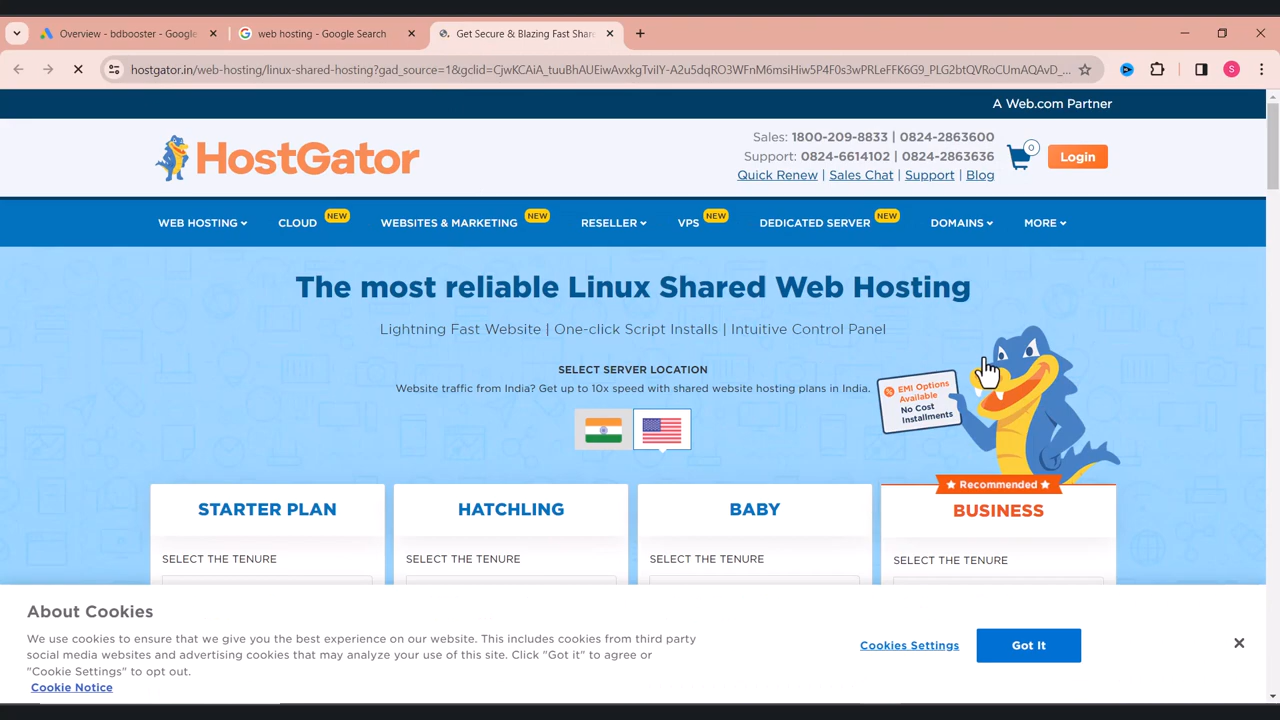 Overview - bdbooster - Google
web hosting - Google Search
Get Secure & Blazing Fast Shar
hostgator.in/web-hosting/linux-shared-hosting?gad_source=1&gclid=
S
A Web.com Partner
HostGator
Sales: 1800-209-8833 | 0824-2863600
Support: 0824-6614102 | 0824-2863636
Quick Renew | Sales Chat | Support | Blog
0
Login
WEB HOSTING
CLOUD NEW
WEBSITES & MARKETING NEW
RESELLER
VPS NEW
DEDICATED SERVER NEW
DOMAINS
MORE
The most reliable Linux Shared Web Hosting
Lightning Fast Website | One-click Script Installs | Intuitive Control Panel
SELECT SERVER LOCATION
Website traffic from India? Get up to 10x speed with shared website hosting plans in India.
% EMI Options
Available
No Cost
Installments
Recommended
STARTER PLAN
HATCHLING
BABY
BUSINESS
SELECT THE TENURE
SELECT THE TENURE
SELECT THE TENURE
SELECT THE TENURE
About Cookies
We use cookies to ensure that we give you the best experience on our website. This includes cookies from third party
social media websites and advertising cookies that may analyze your use of this site. Click "Got it" to agree or
"Cookie Settings" to opt out.
Cookie Notice
Cookies Settings
Got It